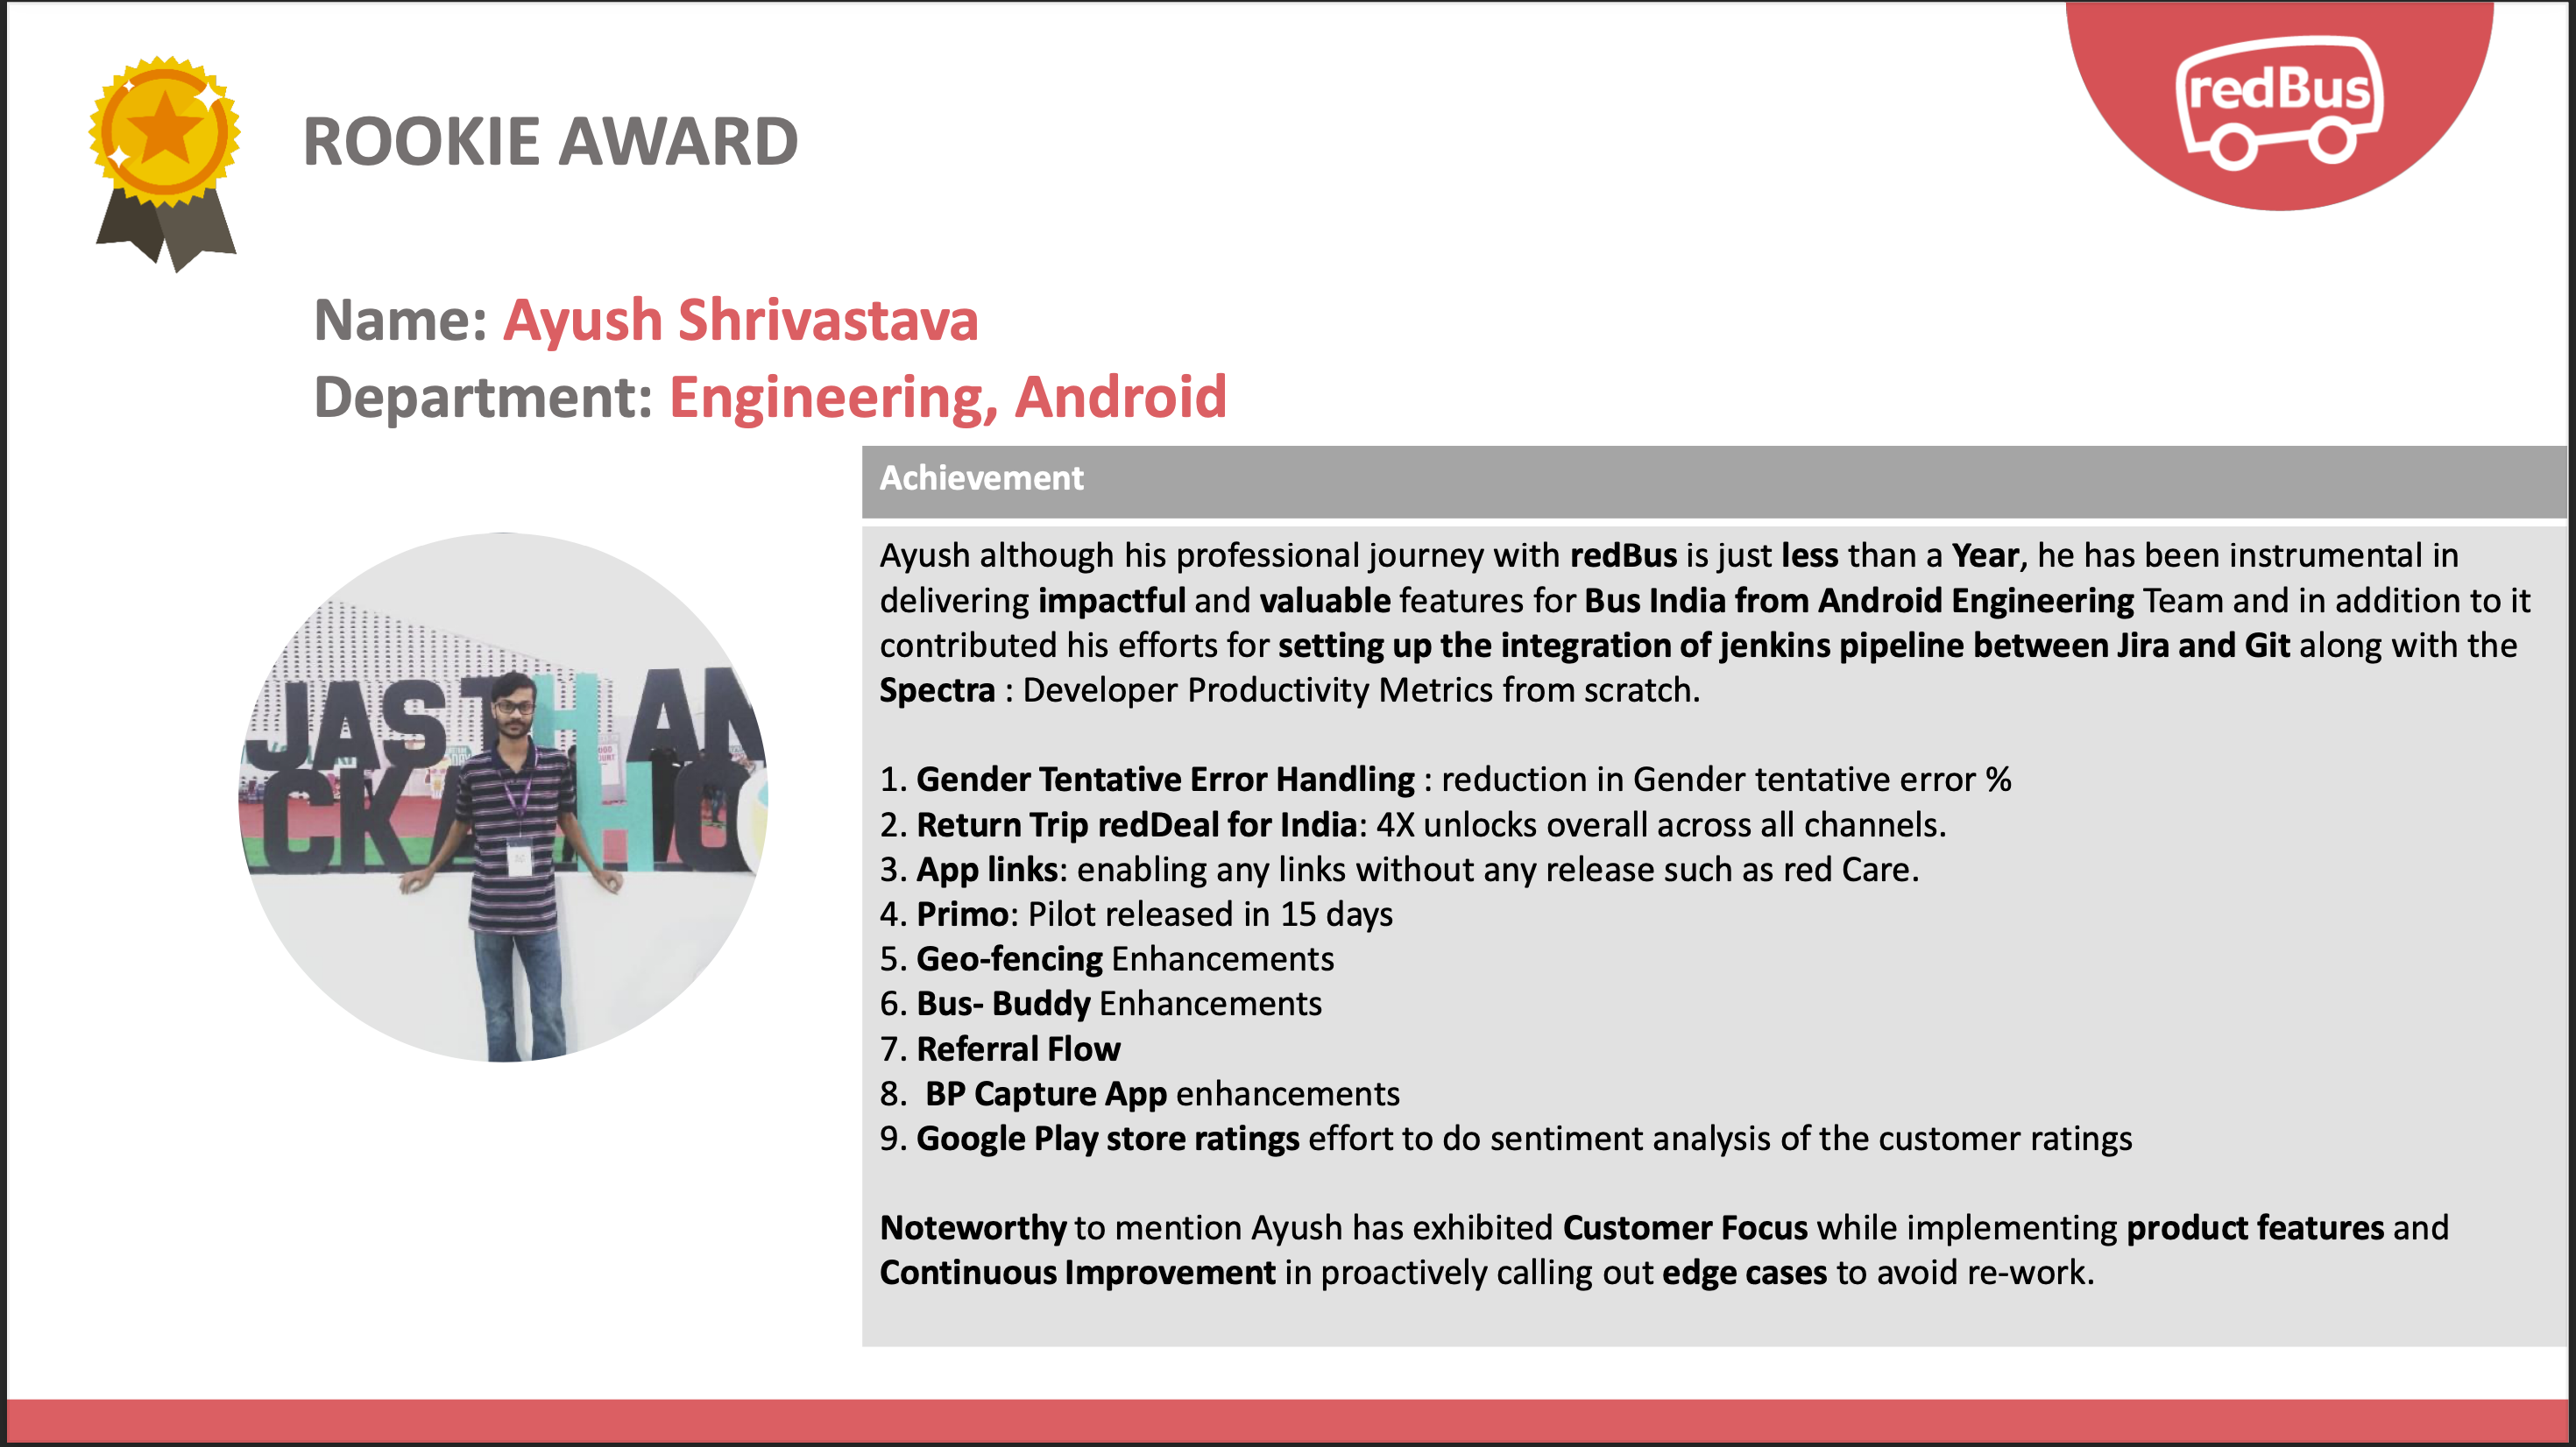 ROOKIE AWARD
redBus
Name: Ayush Shrivastava
Department: Engineering, Android
Achievement
Ayush although his professional journey with redBus is just less than a Year, he has been instrumental in
delivering impactful and valuable features for Bus India from Android Engineering Team and in addition to it
contributed his efforts for setting up the integration of jenkins pipeline between Jira and Git along with the
Spectra : Developer Productivity Metrics from scratch.
1. Gender Tentative Error Handling : reduction in Gender tentative error %
2. Return Trip redDeal for India: 4X unlocks overall across all channels.
3. App links: enabling any links without any release such as red Care.
4. Primo: Pilot released in 15 days
5. Geo-fencing Enhancements
6. Bus- Buddy Enhancements
7. Referral Flow
8.  BP Capture App enhancements
9. Google Play store ratings effort to do sentiment analysis of the customer ratings
Noteworthy to mention Ayush has exhibited Customer Focus while implementing product features and
Continuous Improvement in proactively calling out edge cases to avoid re-work.
JAST HAN
CKA HO